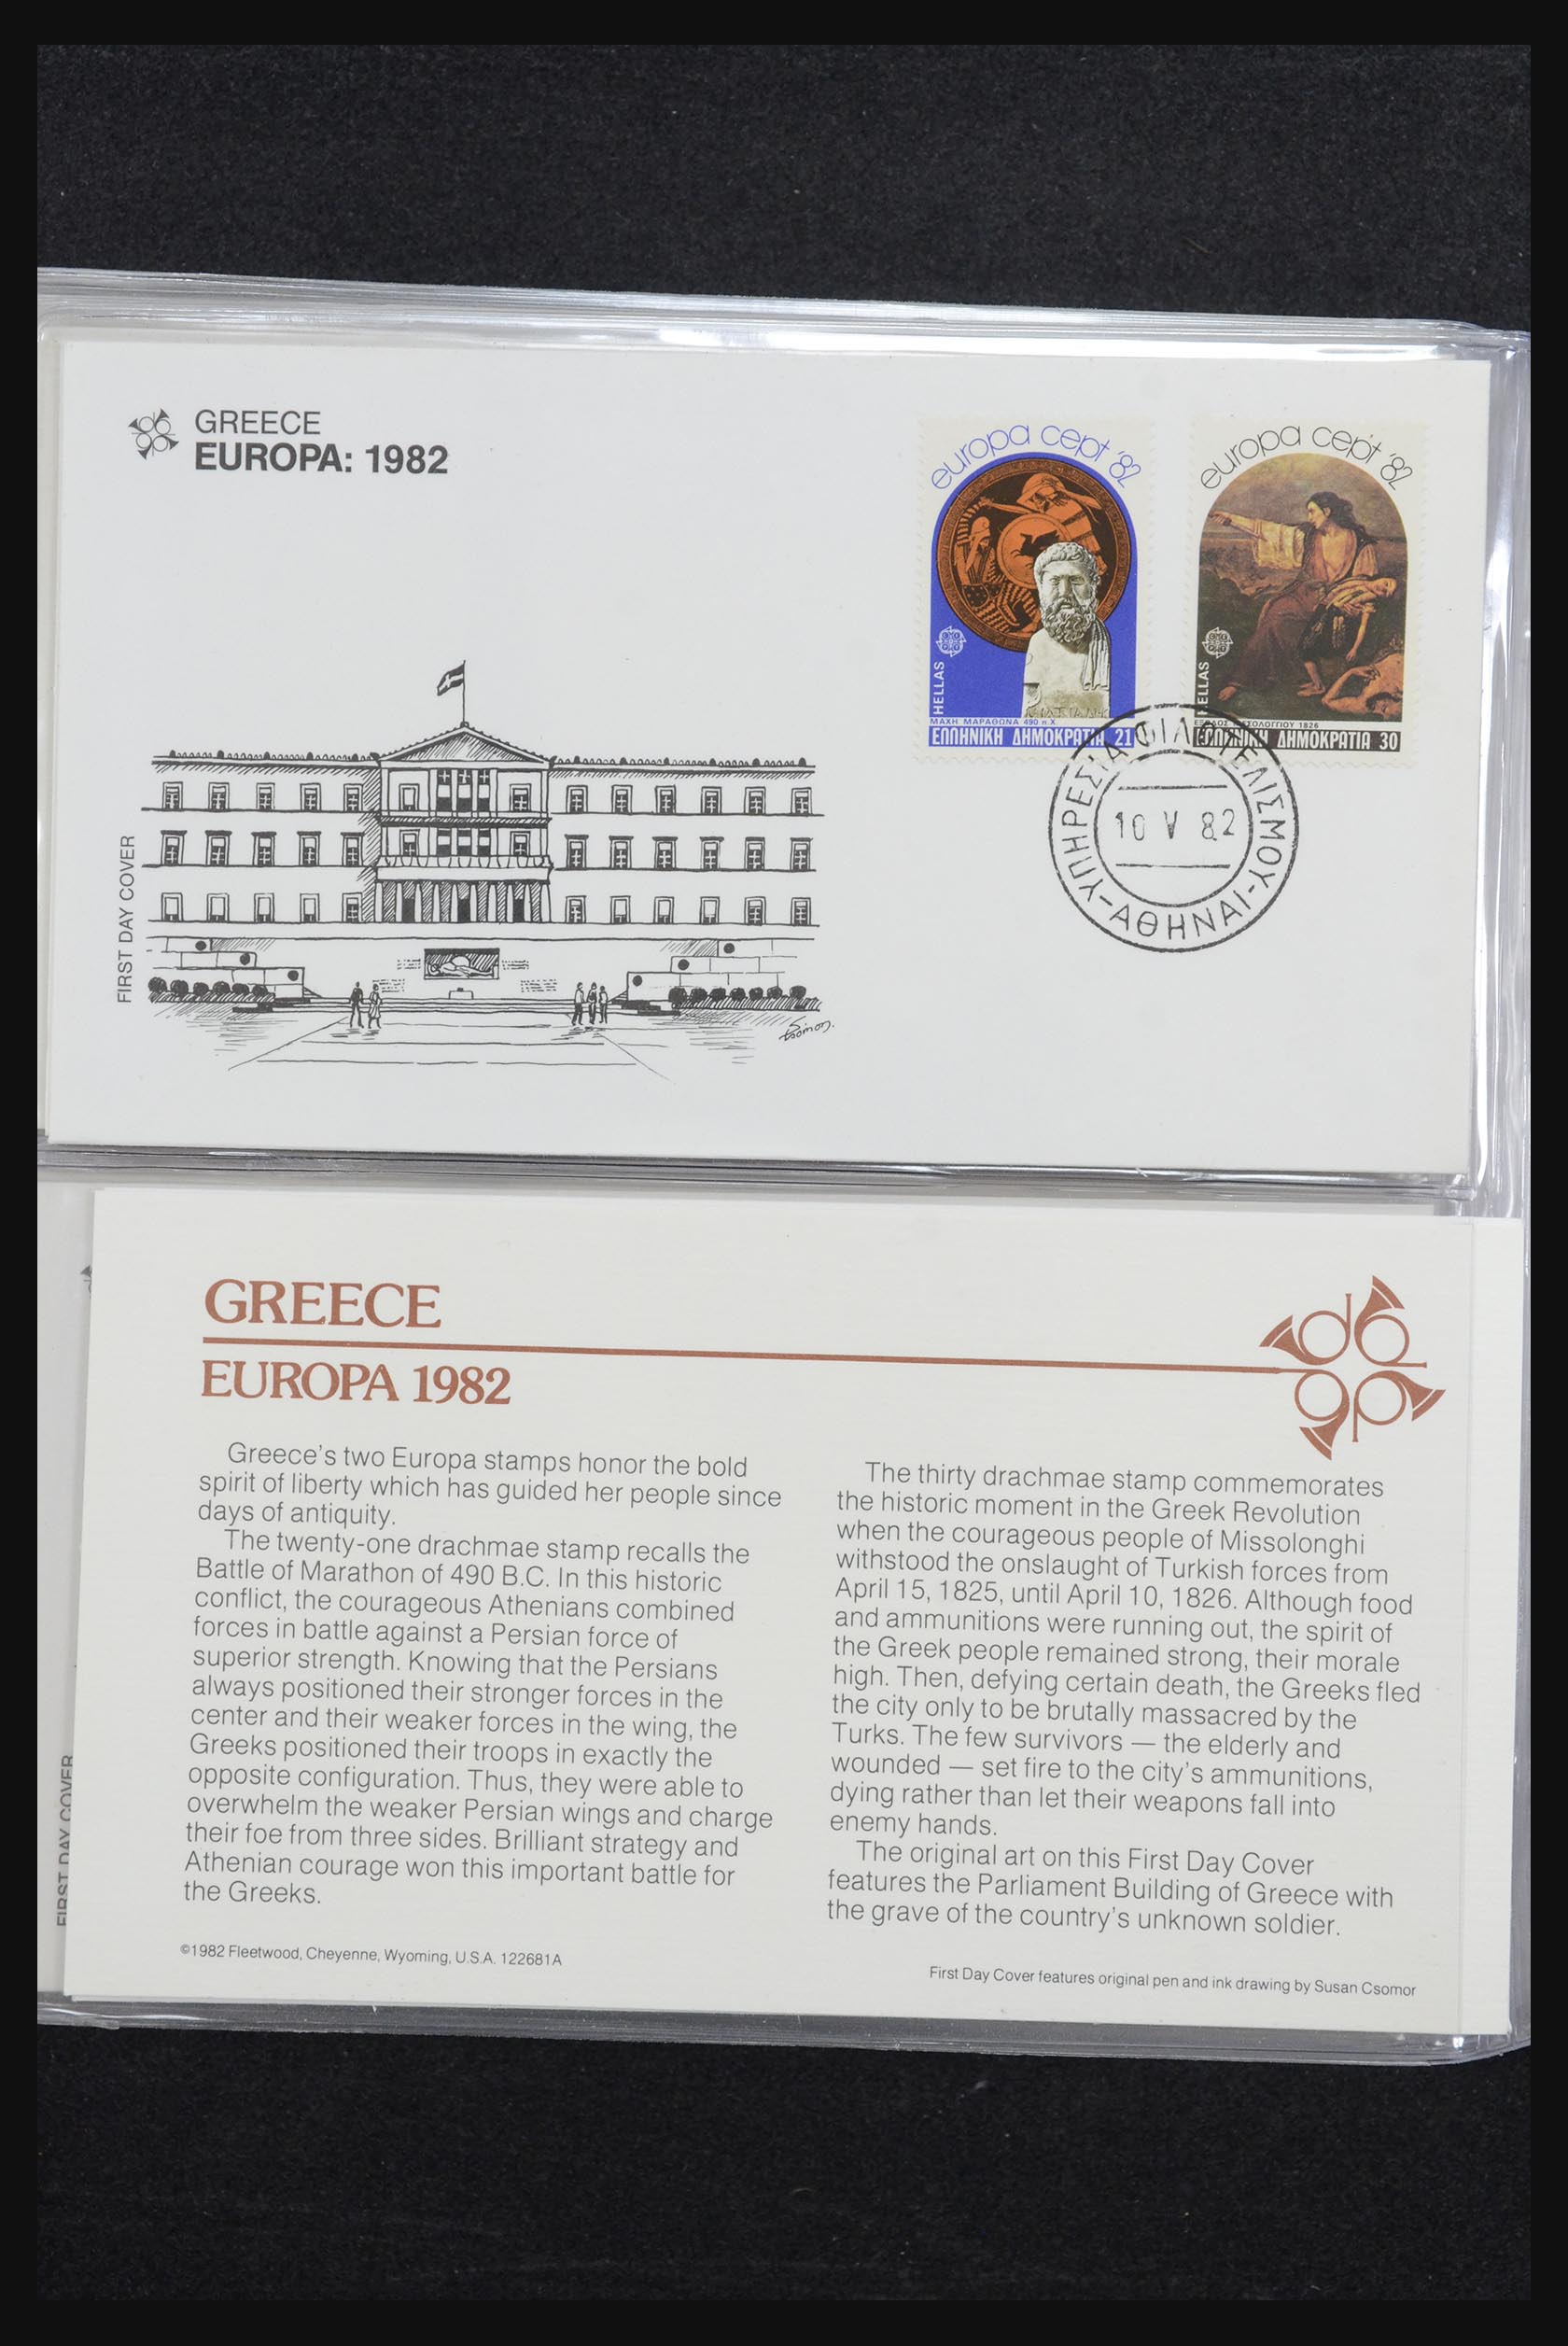 GREECE
EUROPA: 1982
FIRST DAY COVER
Csomor.
europa cept '82
HELLAS
ΜΑΧΗ ΜΑΡΑΘΩΝΑ 490 π.Χ
ΕΛΛΗΝΙΚΗ ΔΗΜΟΚΡΑΤΙΑ 21
europa cept '82
HELLAS
ΕΞΟΔΟΣ ΜΕΣΟΛΟΓΓΙΟΥ 1826
ΕΛΛΗΝΙΚΗ ΔΗΜΟΚΡΑΤΙΑ 30
ΥΠΗΡΕΣΙΑ ΦΙΛΟΤΕΛΙΣΜΟΥ-ΑΘΗΝΑΙ-
10 V 82
GREECE
EUROPA 1982
Greece's two Europa stamps honor the bold
spirit of liberty which has guided her people since
days of antiquity.
The twenty-one drachmae stamp recalls the
Battle of Marathon of 490 B.C. In this historic
conflict, the courageous Athenians combined
forces in battle against a Persian force of
superior strength. Knowing that the Persians
always positioned their stronger forces in the
center and their weaker forces in the wing, the
Greeks positioned their troops in exactly the
opposite configuration. Thus, they were able to
overwhelm the weaker Persian wings and charge
their foe from three sides. Brilliant strategy and
Athenian courage won this important battle for
the Greeks.
©1982 Fleetwood, Cheyenne, Wyoming, U.S.A. 122681A
The thirty drachmae stamp commemorates
the historic moment in the Greek Revolution
when the courageous people of Missolonghi
withstood the onslaught of Turkish forces from
April 15, 1825, until April 10, 1826. Although food
and ammunitions were running out, the spirit of
the Greek people remained strong, their morale
high. Then, defying certain death, the Greeks fled
the city only to be brutally massacred by the
Turks. The few survivors — the elderly and
wounded — set fire to the city's ammunitions,
dying rather than let their weapons fall into
enemy hands.
The original art on this First Day Cover
features the Parliament Building of Greece with
the grave of the country's unknown soldier.
First Day Cover features original pen and ink drawing by Susan Csomor
FIRST DAY COVER